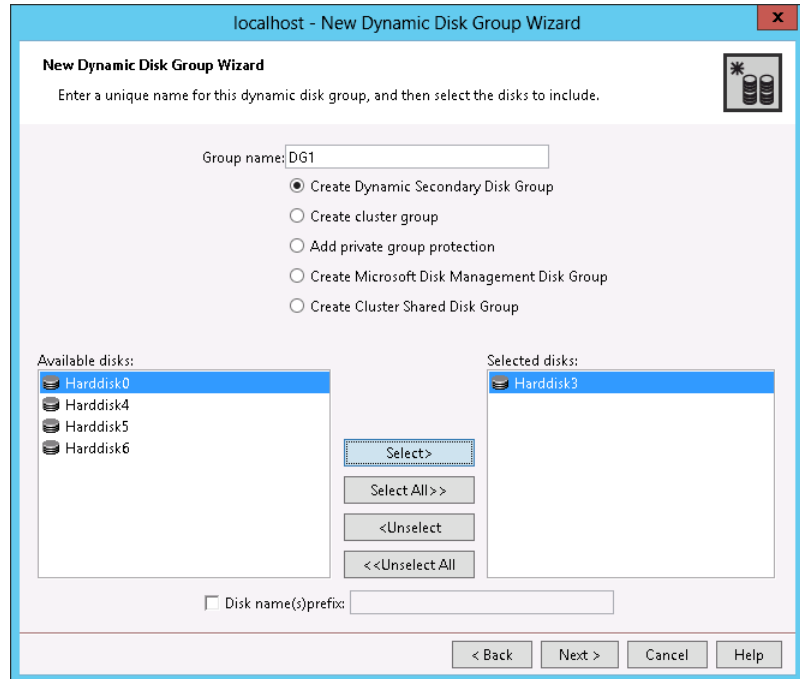 localhost - New Dynamic Disk Group Wizard
x
New Dynamic Disk Group Wizard
Enter a unique name for this dynamic disk group, and then select the disks to include.
Group name: DG1
Create Dynamic Secondary Disk Group
Create cluster group
Add private group protection
Create Microsoft Disk Management Disk Group
Create Cluster Shared Disk Group
Available disks:
Harddisk0
Harddisk4
Harddisk5
Harddisk6
Select>
Select All>>
<Unselect
<<Unselect All
Selected disks:
Harddisk3
Disk name(s)prefix:
< Back
Next >
Cancel
Help